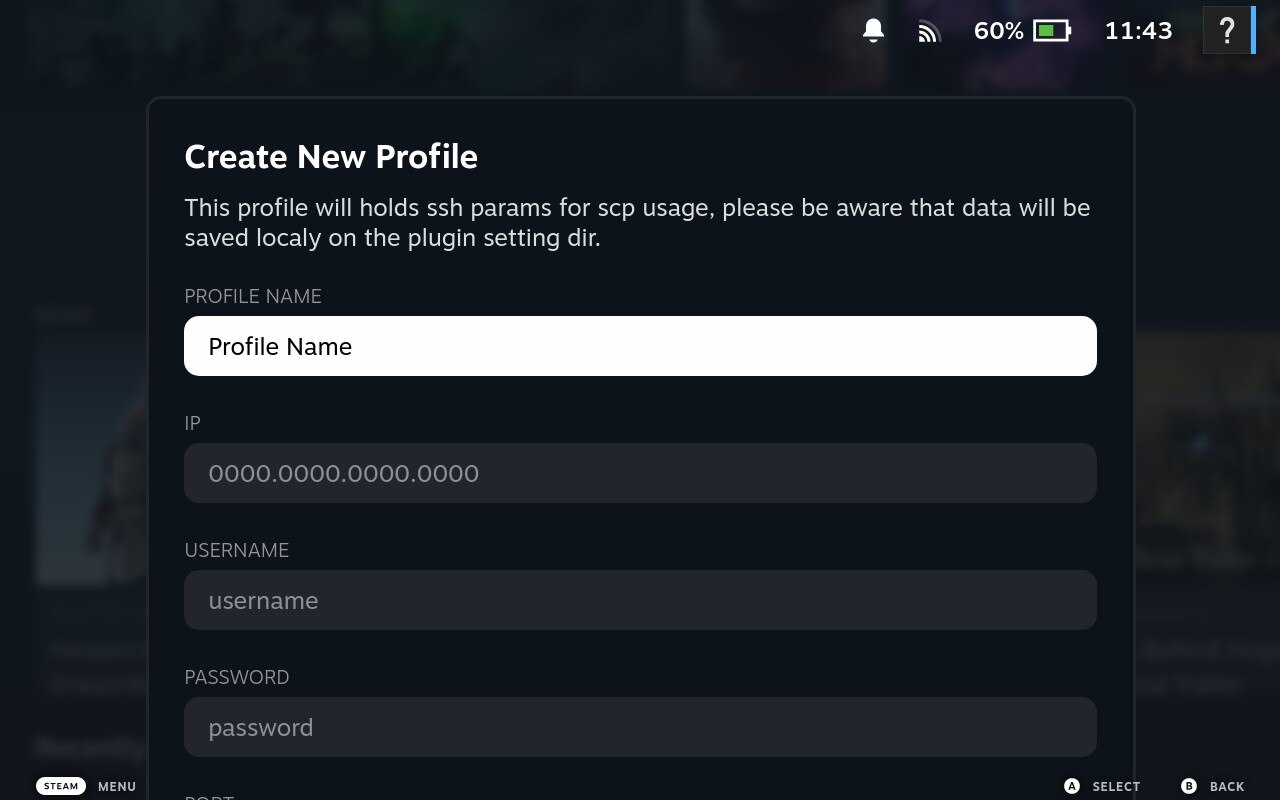 60% 11:43 ?
Create New Profile
This profile will holds ssh params for scp usage, please be aware that data will be
saved localy on the plugin setting dir.
PROFILE NAME
Profile Name
IP
0000.0000.0000.0000
USERNAME
username
PASSWORD
password
PORT
STEAM MENU A SELECT B BACK